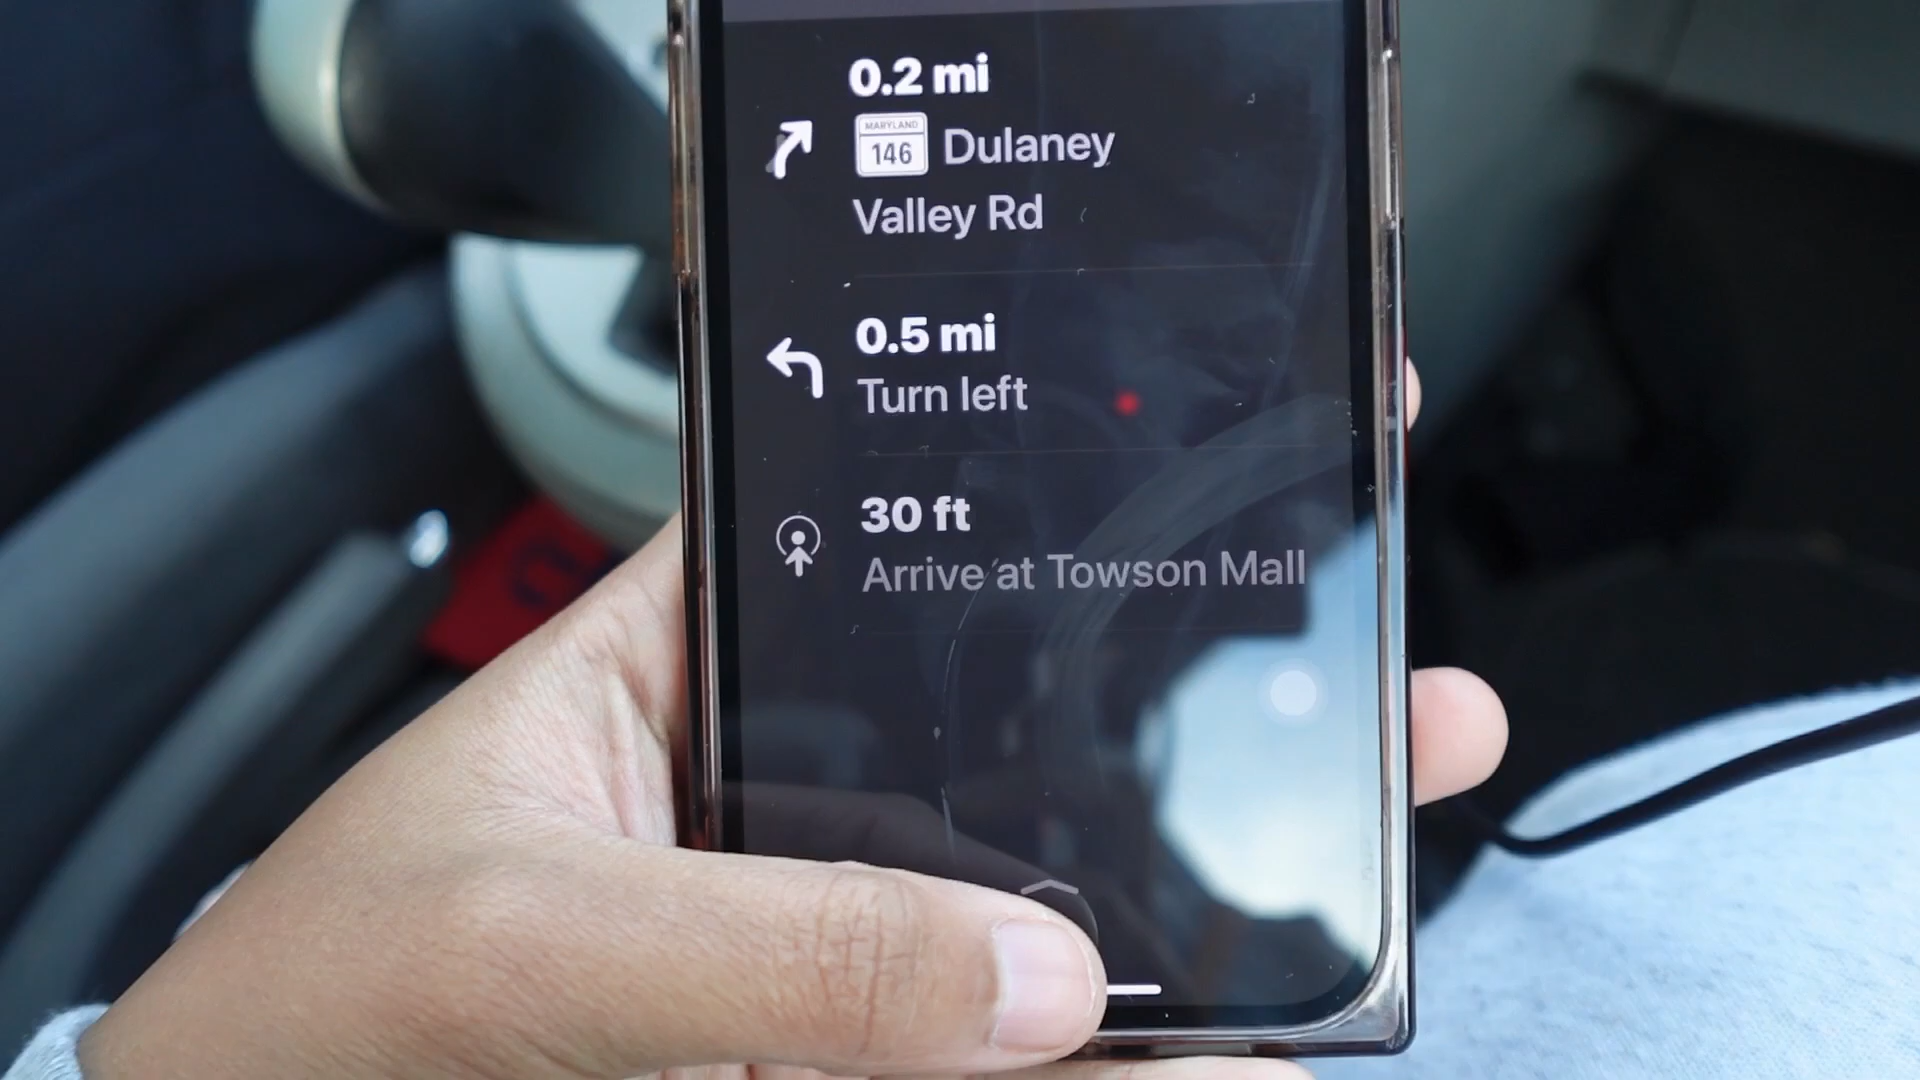 0.2 mi
MARYLAND
146 Dulaney
Valley Rd
0.5 mi
Turn left
30 ft
Arrive at Towson Mall